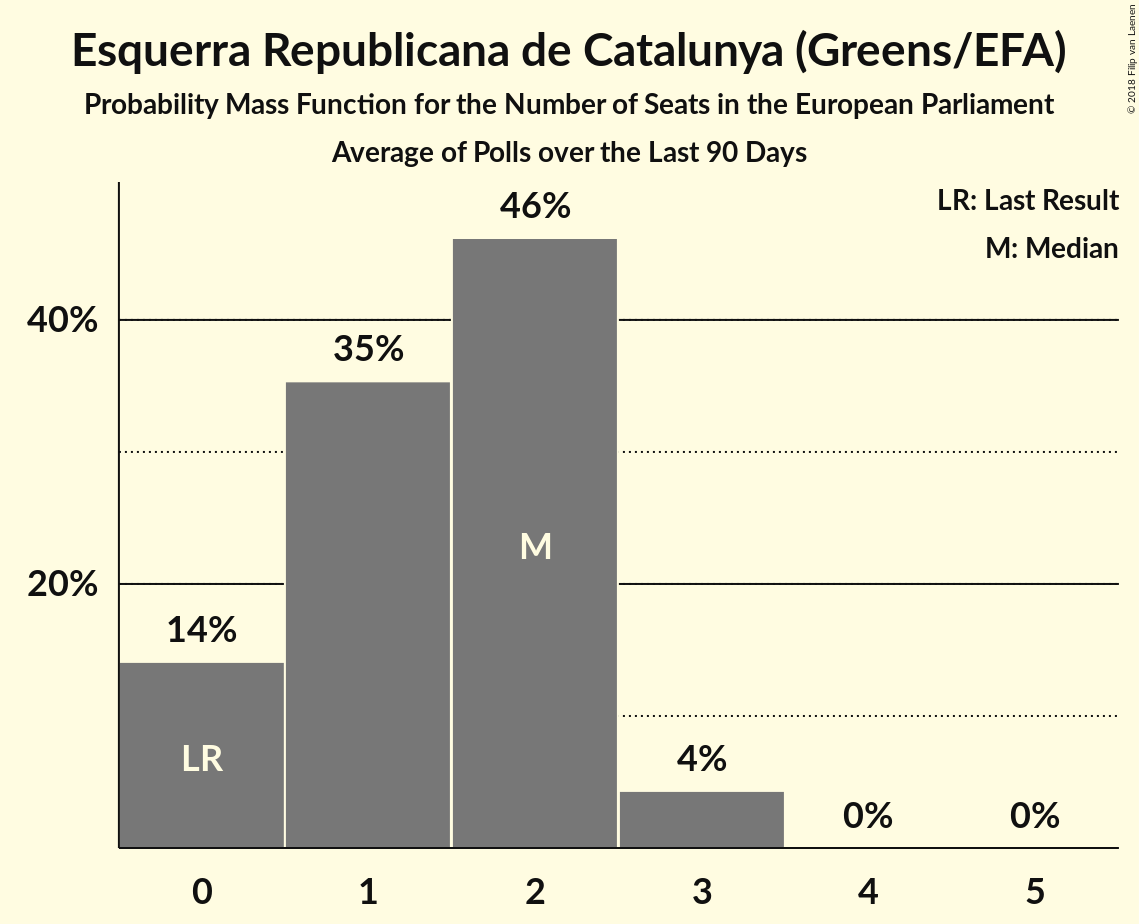 Esquerra Republicana de Catalunya (Greens/EFA)
Probability Mass Function for the Number of Seats in the European Parliament
Average of Polls over the Last 90 Days
© 2018 Filip van Laenen
LR: Last Result
M: Median
46%
40%
35%
M
20%
14%
LR
4%
0%
0%
0 1 2 3 4 5